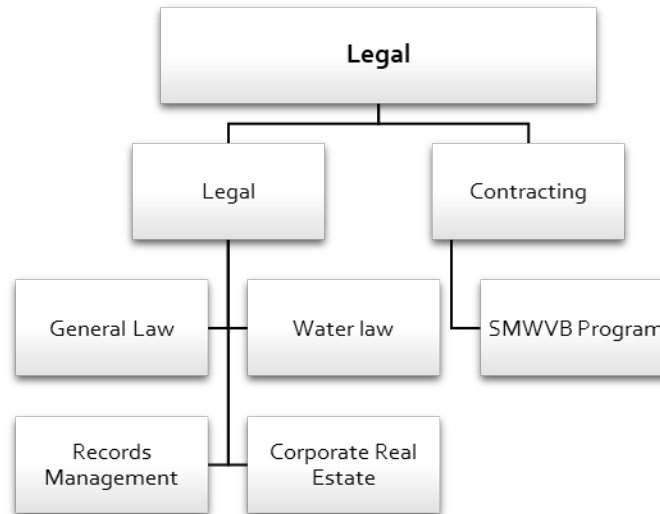 Legal
Legal
Contracting
General Law
Water law
SMWVB Program
Records
Management
Corporate Real
Estate